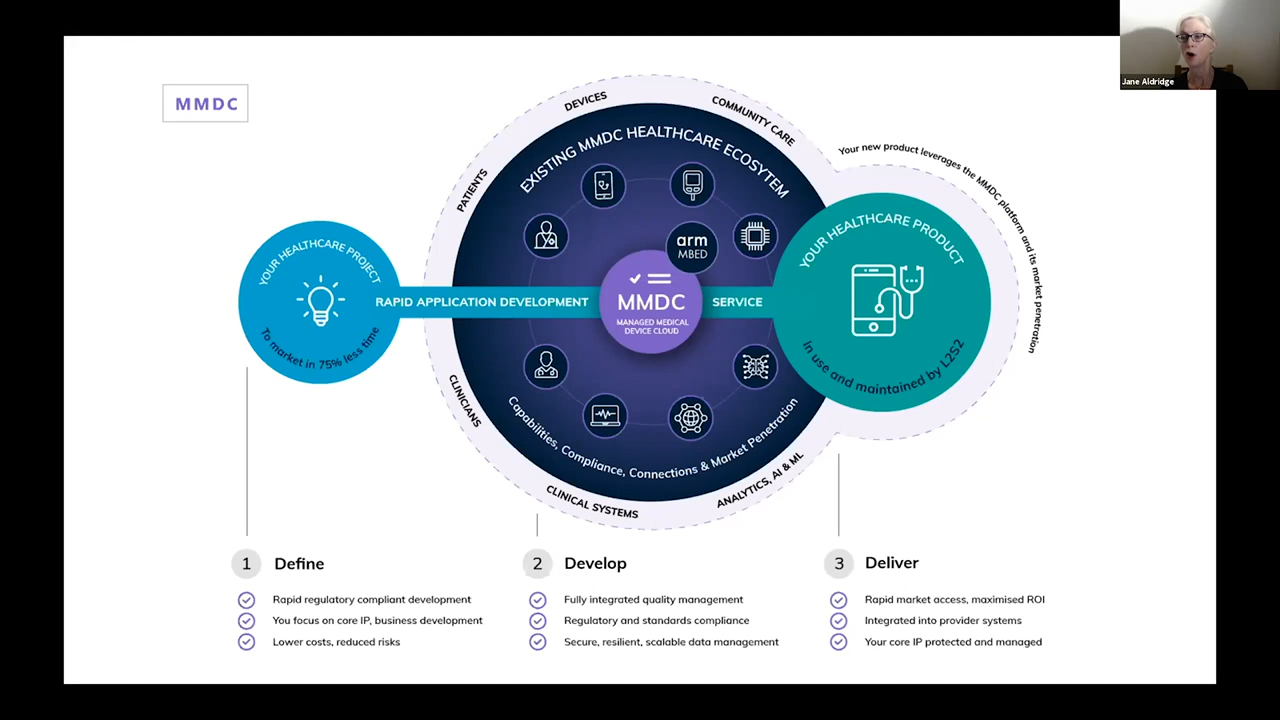 Jane Aldridge
MMDC
DEVICES
COMMUNITY CARE
PATIENTS
EXISTING MMDC HEALTHCARE ECOSYTEM
Your new product leverages the MMDC platform and its market penetration
YOUR HEALTHCARE PROJECT
To market in 75% less time
RAPID APPLICATION DEVELOPMENT
arm
MBED
MMDC
MANAGED MEDICAL
DEVICE CLOUD
SERVICE
YOUR HEALTHCARE PRODUCT
In use and maintained by L2S2
CLINICIANS
Capabilities, Compliance, Connections & Market Penetration
CLINICAL SYSTEMS
ANALYTICS, AI & ML
1 Define
Rapid regulatory compliant development
You focus on core IP, business development
Lower costs, reduced risks
2 Develop
Fully integrated quality management
Regulatory and standards compliance
Secure, resilient, scalable data management
3 Deliver
Rapid market access, maximised ROI
Integrated into provider systems
Your core IP protected and managed